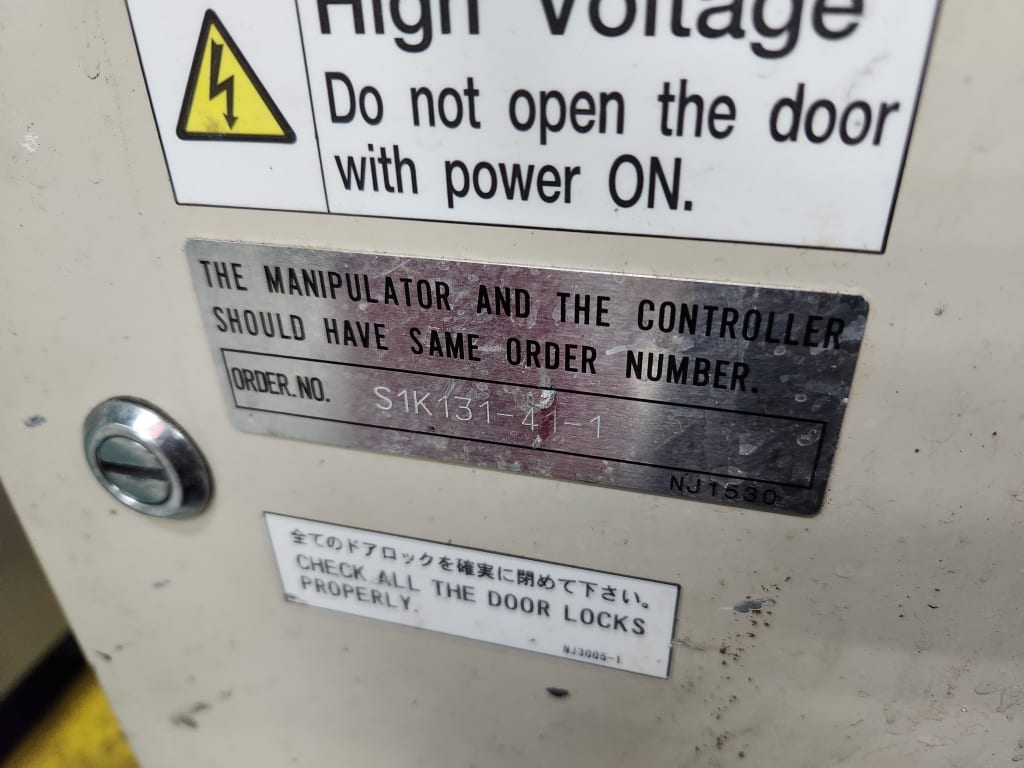 High Voltage
Do not open the door
with power ON.
THE MANIPULATOR AND THE CONTROLLER
SHOULD HAVE SAME ORDER NUMBER.
ORDER.NO. S1K131-41-1
NJ1530
全てのドアロックを確実に閉めて下さい。
CHECK ALL THE DOOR LOCKS
PROPERLY.
NJ3005-1